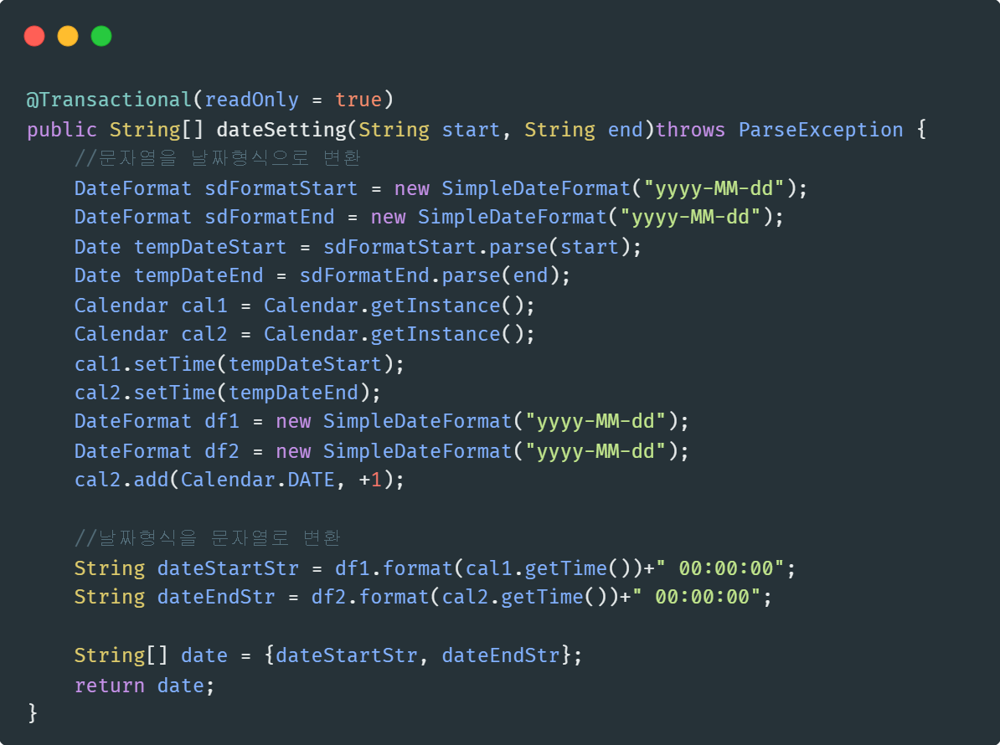 @Transactional(readOnly = true)
public String[] dateSetting(String start, String end)throws ParseException {
    //문자열을 날짜형식으로 변환
    DateFormat sdFormatStart = new SimpleDateFormat("yyyy-MM-dd");
    DateFormat sdFormatEnd = new SimpleDateFormat("yyyy-MM-dd");
    Date tempDateStart = sdFormatStart.parse(start);
    Date tempDateEnd = sdFormatEnd.parse(end);
    Calendar cal1 = Calendar.getInstance();
    Calendar cal2 = Calendar.getInstance();
    cal1.setTime(tempDateStart);
    cal2.setTime(tempDateEnd);
    DateFormat df1 = new SimpleDateFormat("yyyy-MM-dd");
    DateFormat df2 = new SimpleDateFormat("yyyy-MM-dd");
    cal2.add(Calendar.DATE, +1);
    //날짜형식을 문자열로 변환
    String dateStartStr = df1.format(cal1.getTime())+" 00:00:00";
    String dateEndStr = df2.format(cal2.getTime())+" 00:00:00";
    String[] date = {dateStartStr, dateEndStr};
    return date;
}